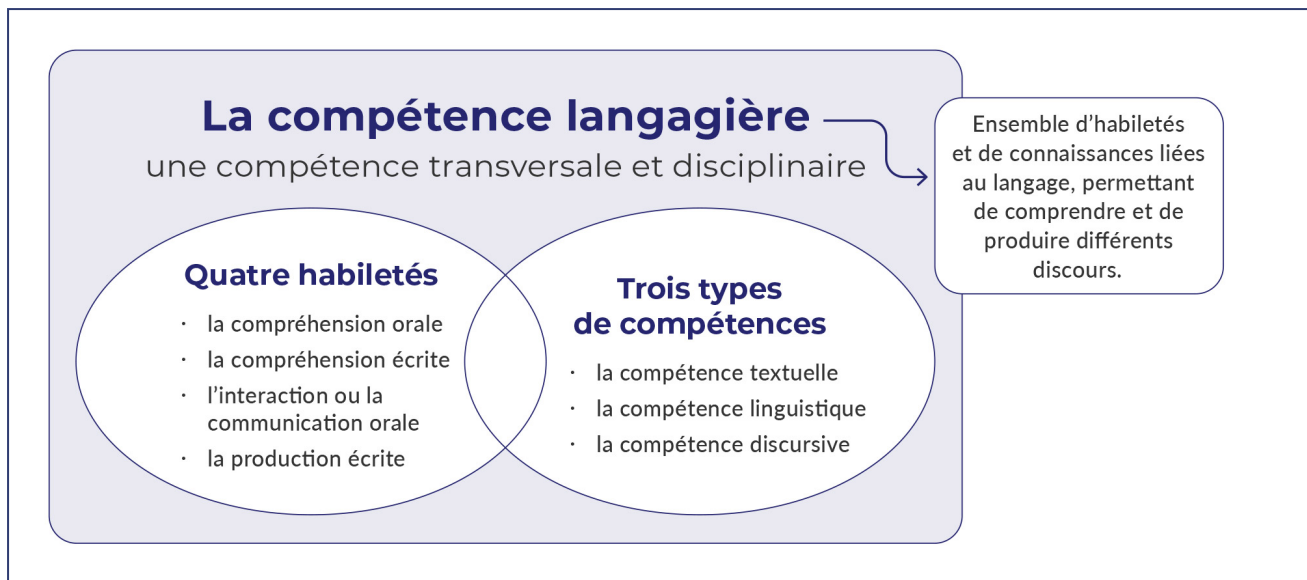 La compétence langagière
une compétence transversale et disciplinaire
Ensemble d’habiletés
et de connaissances liées
au langage, permettant
de comprendre et de
produire différents
discours.
Quatre habiletés
· la compréhension orale
· la compréhension écrite
· l’interaction ou la
communication orale
· la production écrite
Trois types
de compétences
· la compétence textuelle
· la compétence linguistique
· la compétence discursive